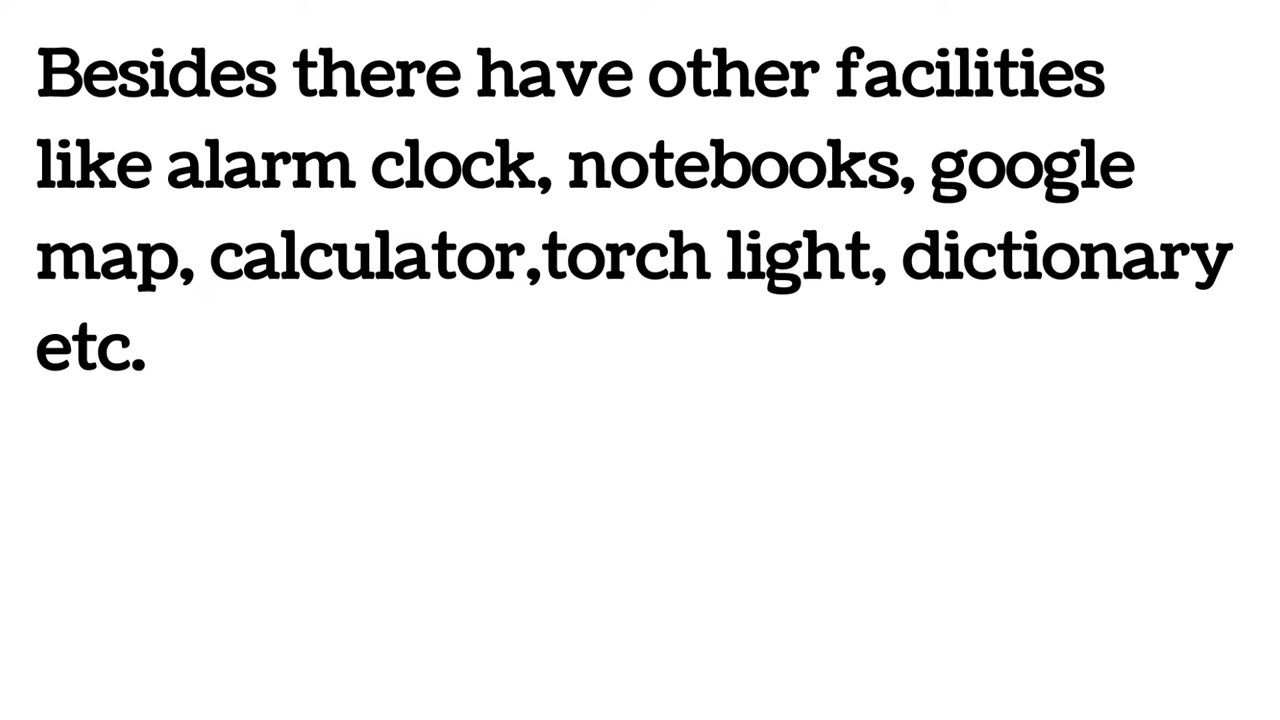 Besides there have other facilities
like alarm clock, notebooks, google
map, calculator,torch light, dictionary
etc.